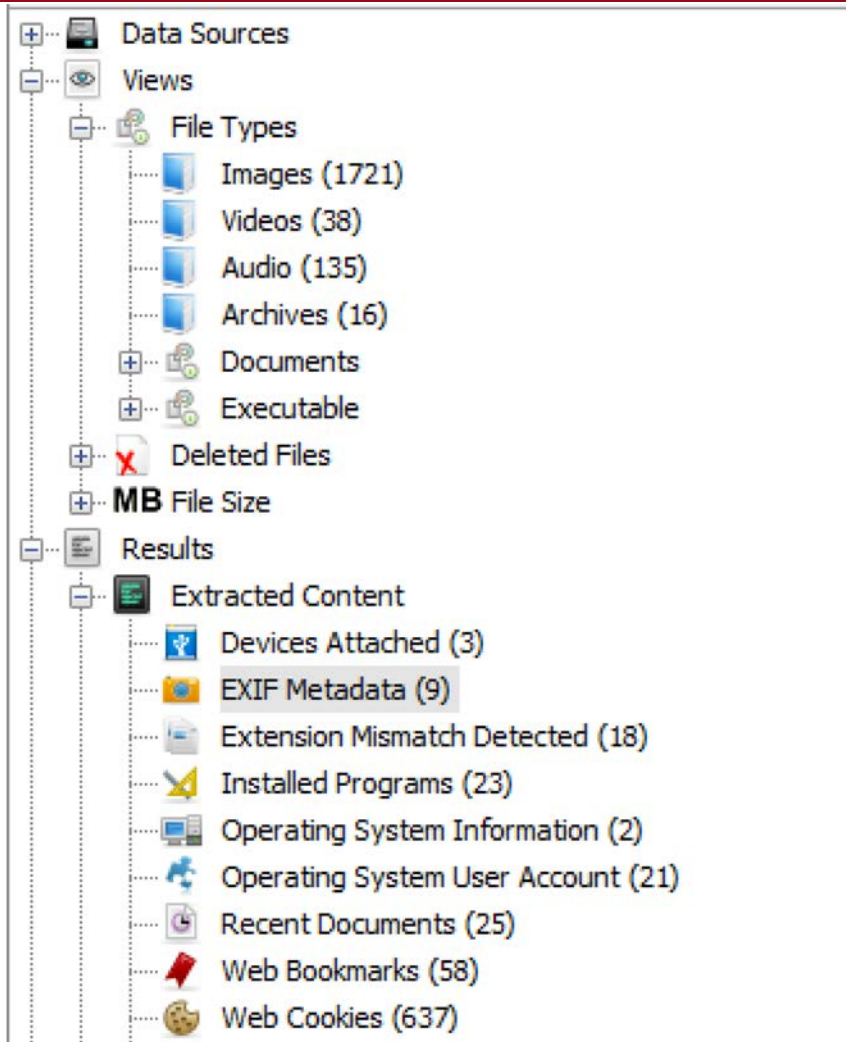 Data Sources
Views
File Types
Images (1721)
Videos (38)
Audio (135)
Archives (16)
Documents
Executable
Deleted Files
MB File Size
Results
Extracted Content
Devices Attached (3)
EXIF Metadata (9)
Extension Mismatch Detected (18)
Installed Programs (23)
Operating System Information (2)
Operating System User Account (21)
Recent Documents (25)
Web Bookmarks (58)
Web Cookies (637)